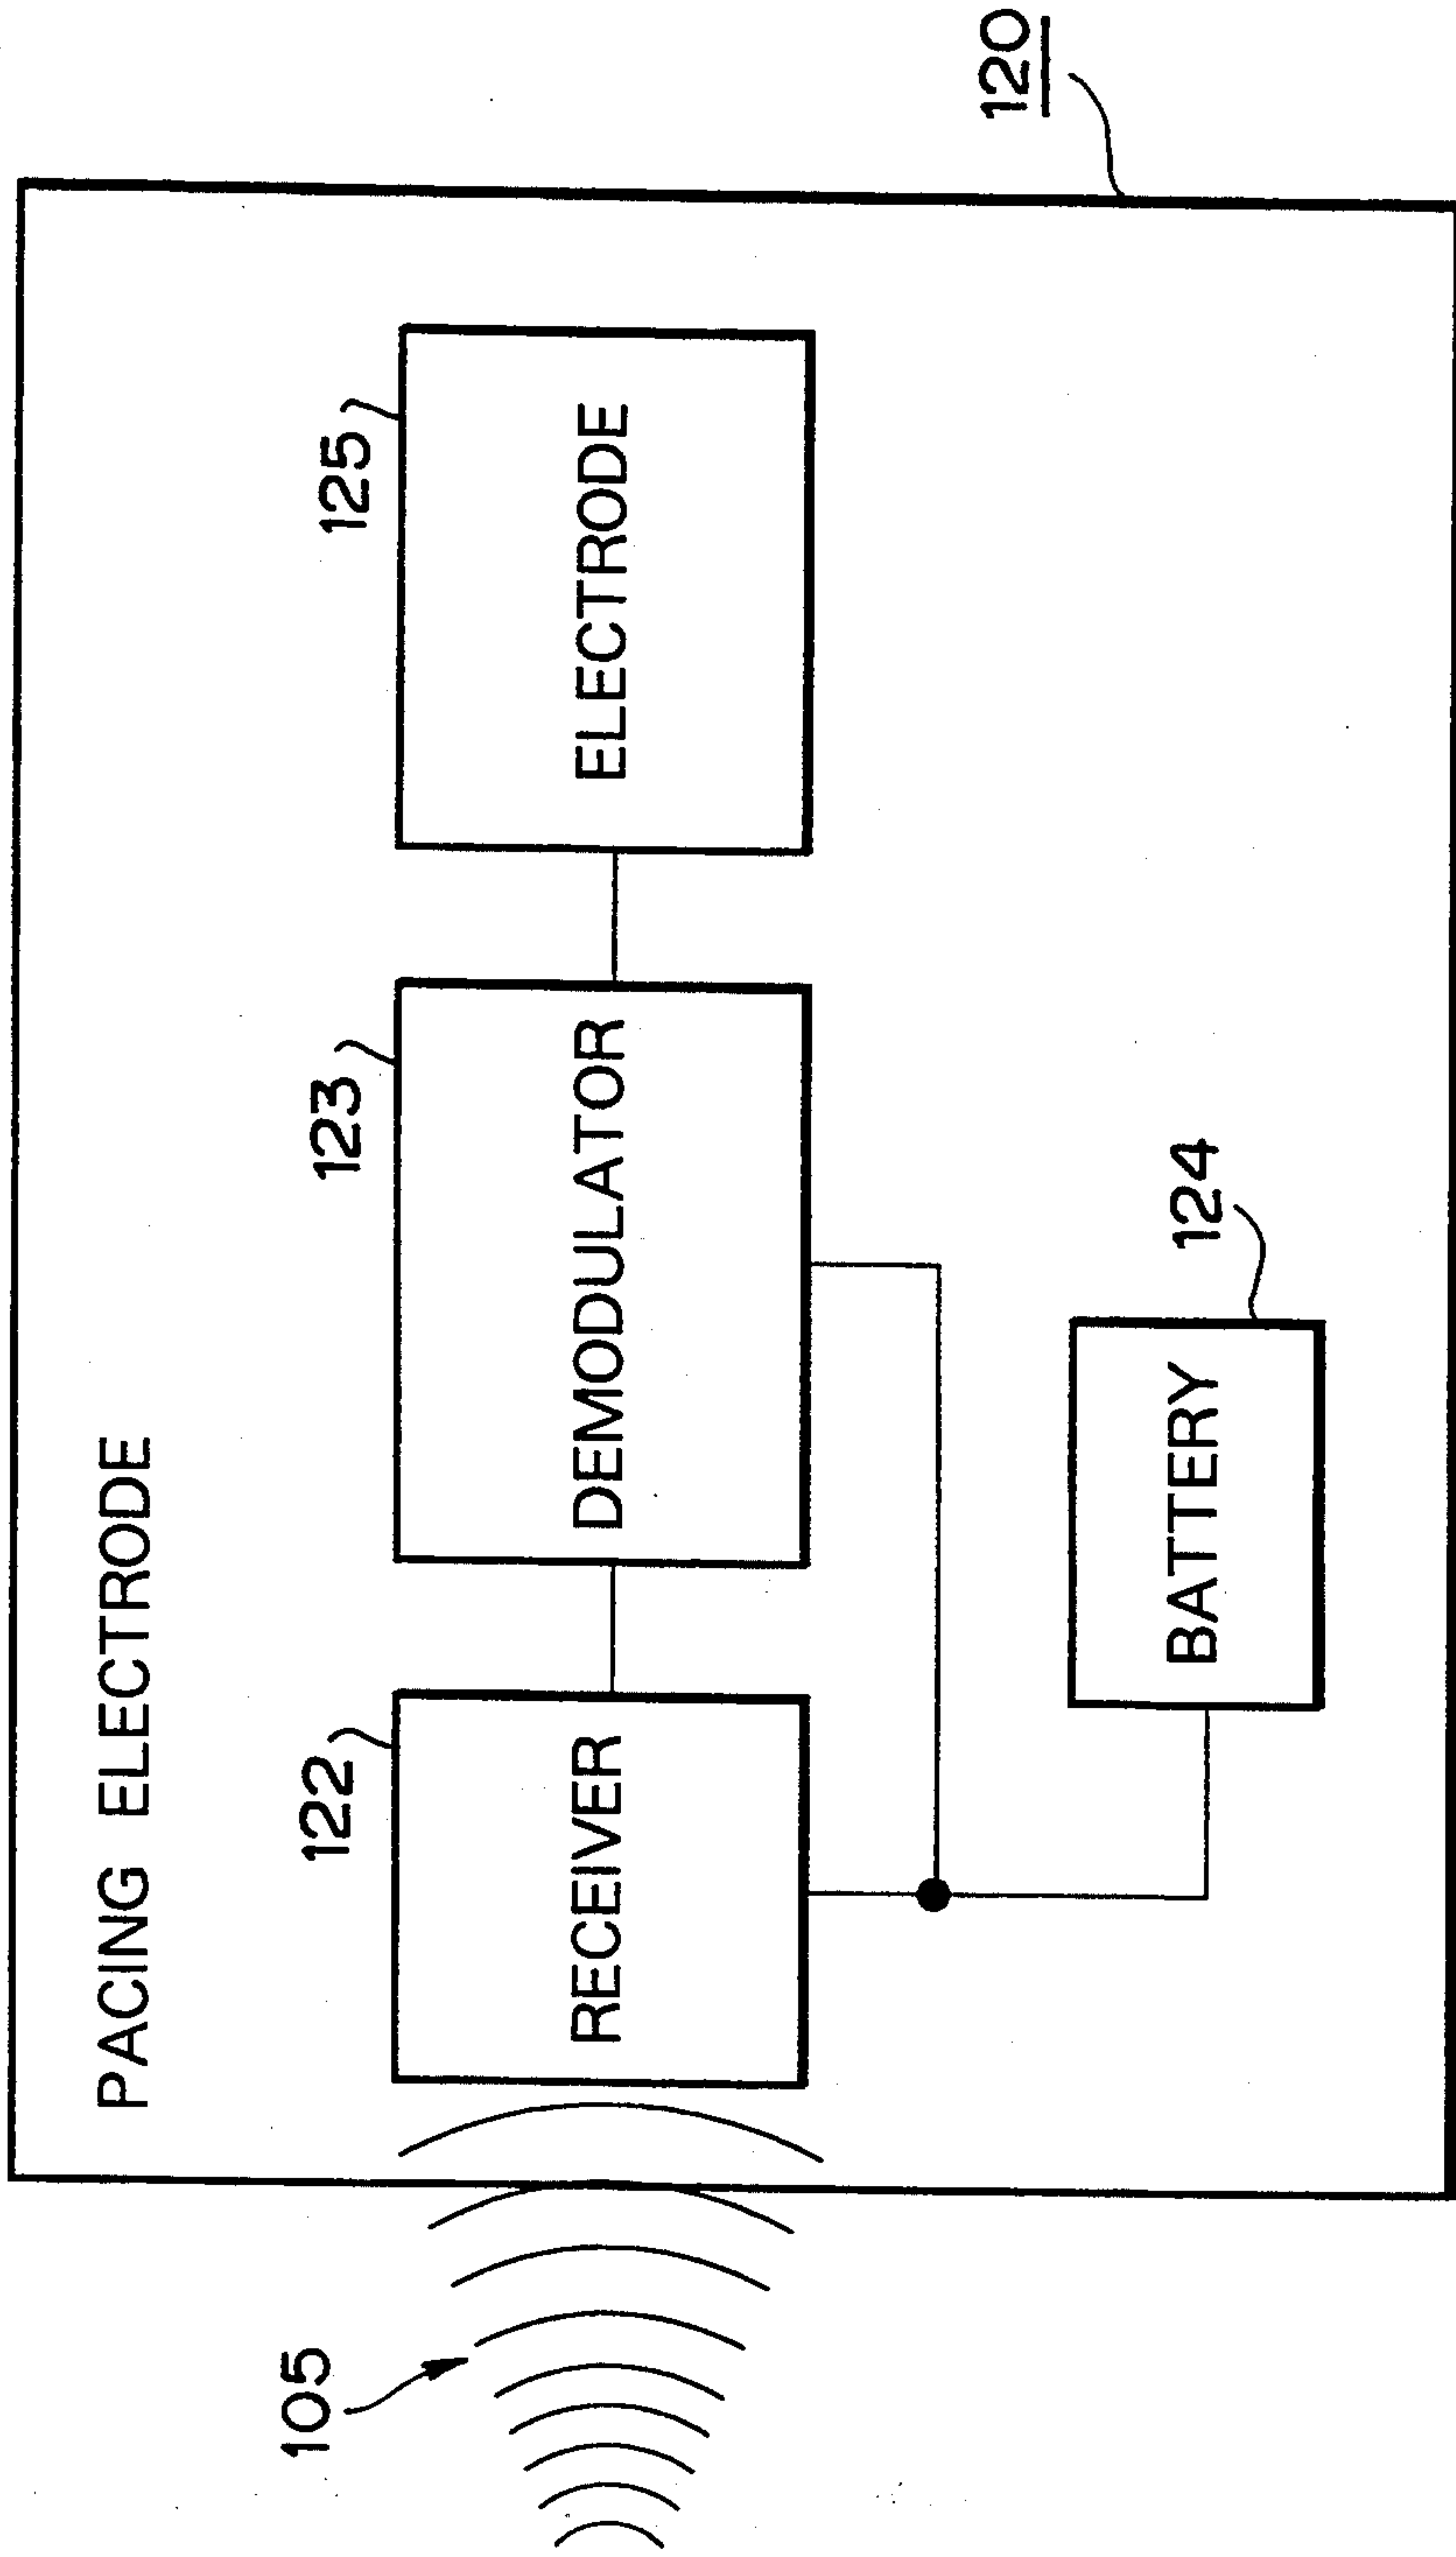 PACING ELECTRODE
120
105
122
RECEIVER
123
DEMODULATOR
125
ELECTRODE
124
BATTERY